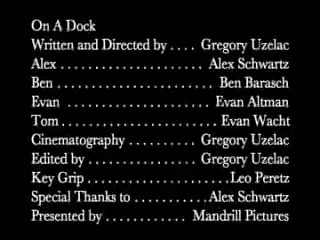 On A Dock
Written and Directed by . . . . Gregory Uzelac
Alex . . . . . . . . . . . . . . . . . . . . . Alex Schwartz
Ben . . . . . . . . . . . . . . . . . . . . . . . Ben Barasch
Evan . . . . . . . . . . . . . . . . . . . . . Evan Altman
Tom . . . . . . . . . . . . . . . . . . . . . . . Evan Wacht
Cinematography . . . . . . . . . . Gregory Uzelac
Edited by . . . . . . . . . . . . . . . . . Gregory Uzelac
Key Grip . . . . . . . . . . . . . . . . . . . . . Leo Peretz
Special Thanks to . . . . . . . . . . . Alex Schwartz
Presented by . . . . . . . . . . . . Mandrill Pictures